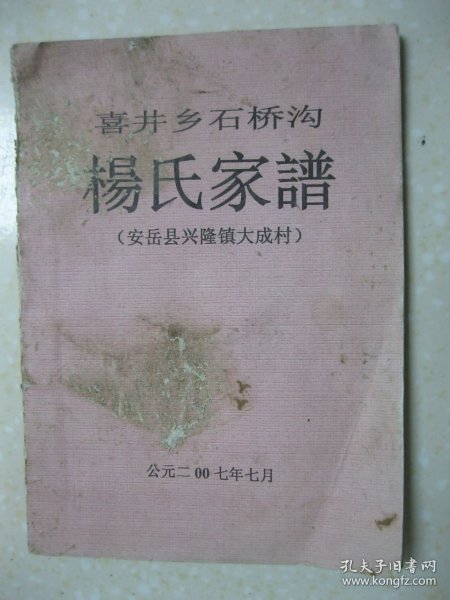 喜井乡石桥沟
楊氏家譜
（安岳县兴隆镇大成村）
公元二00七年七月
孔夫子旧书网
www.kongfz.com